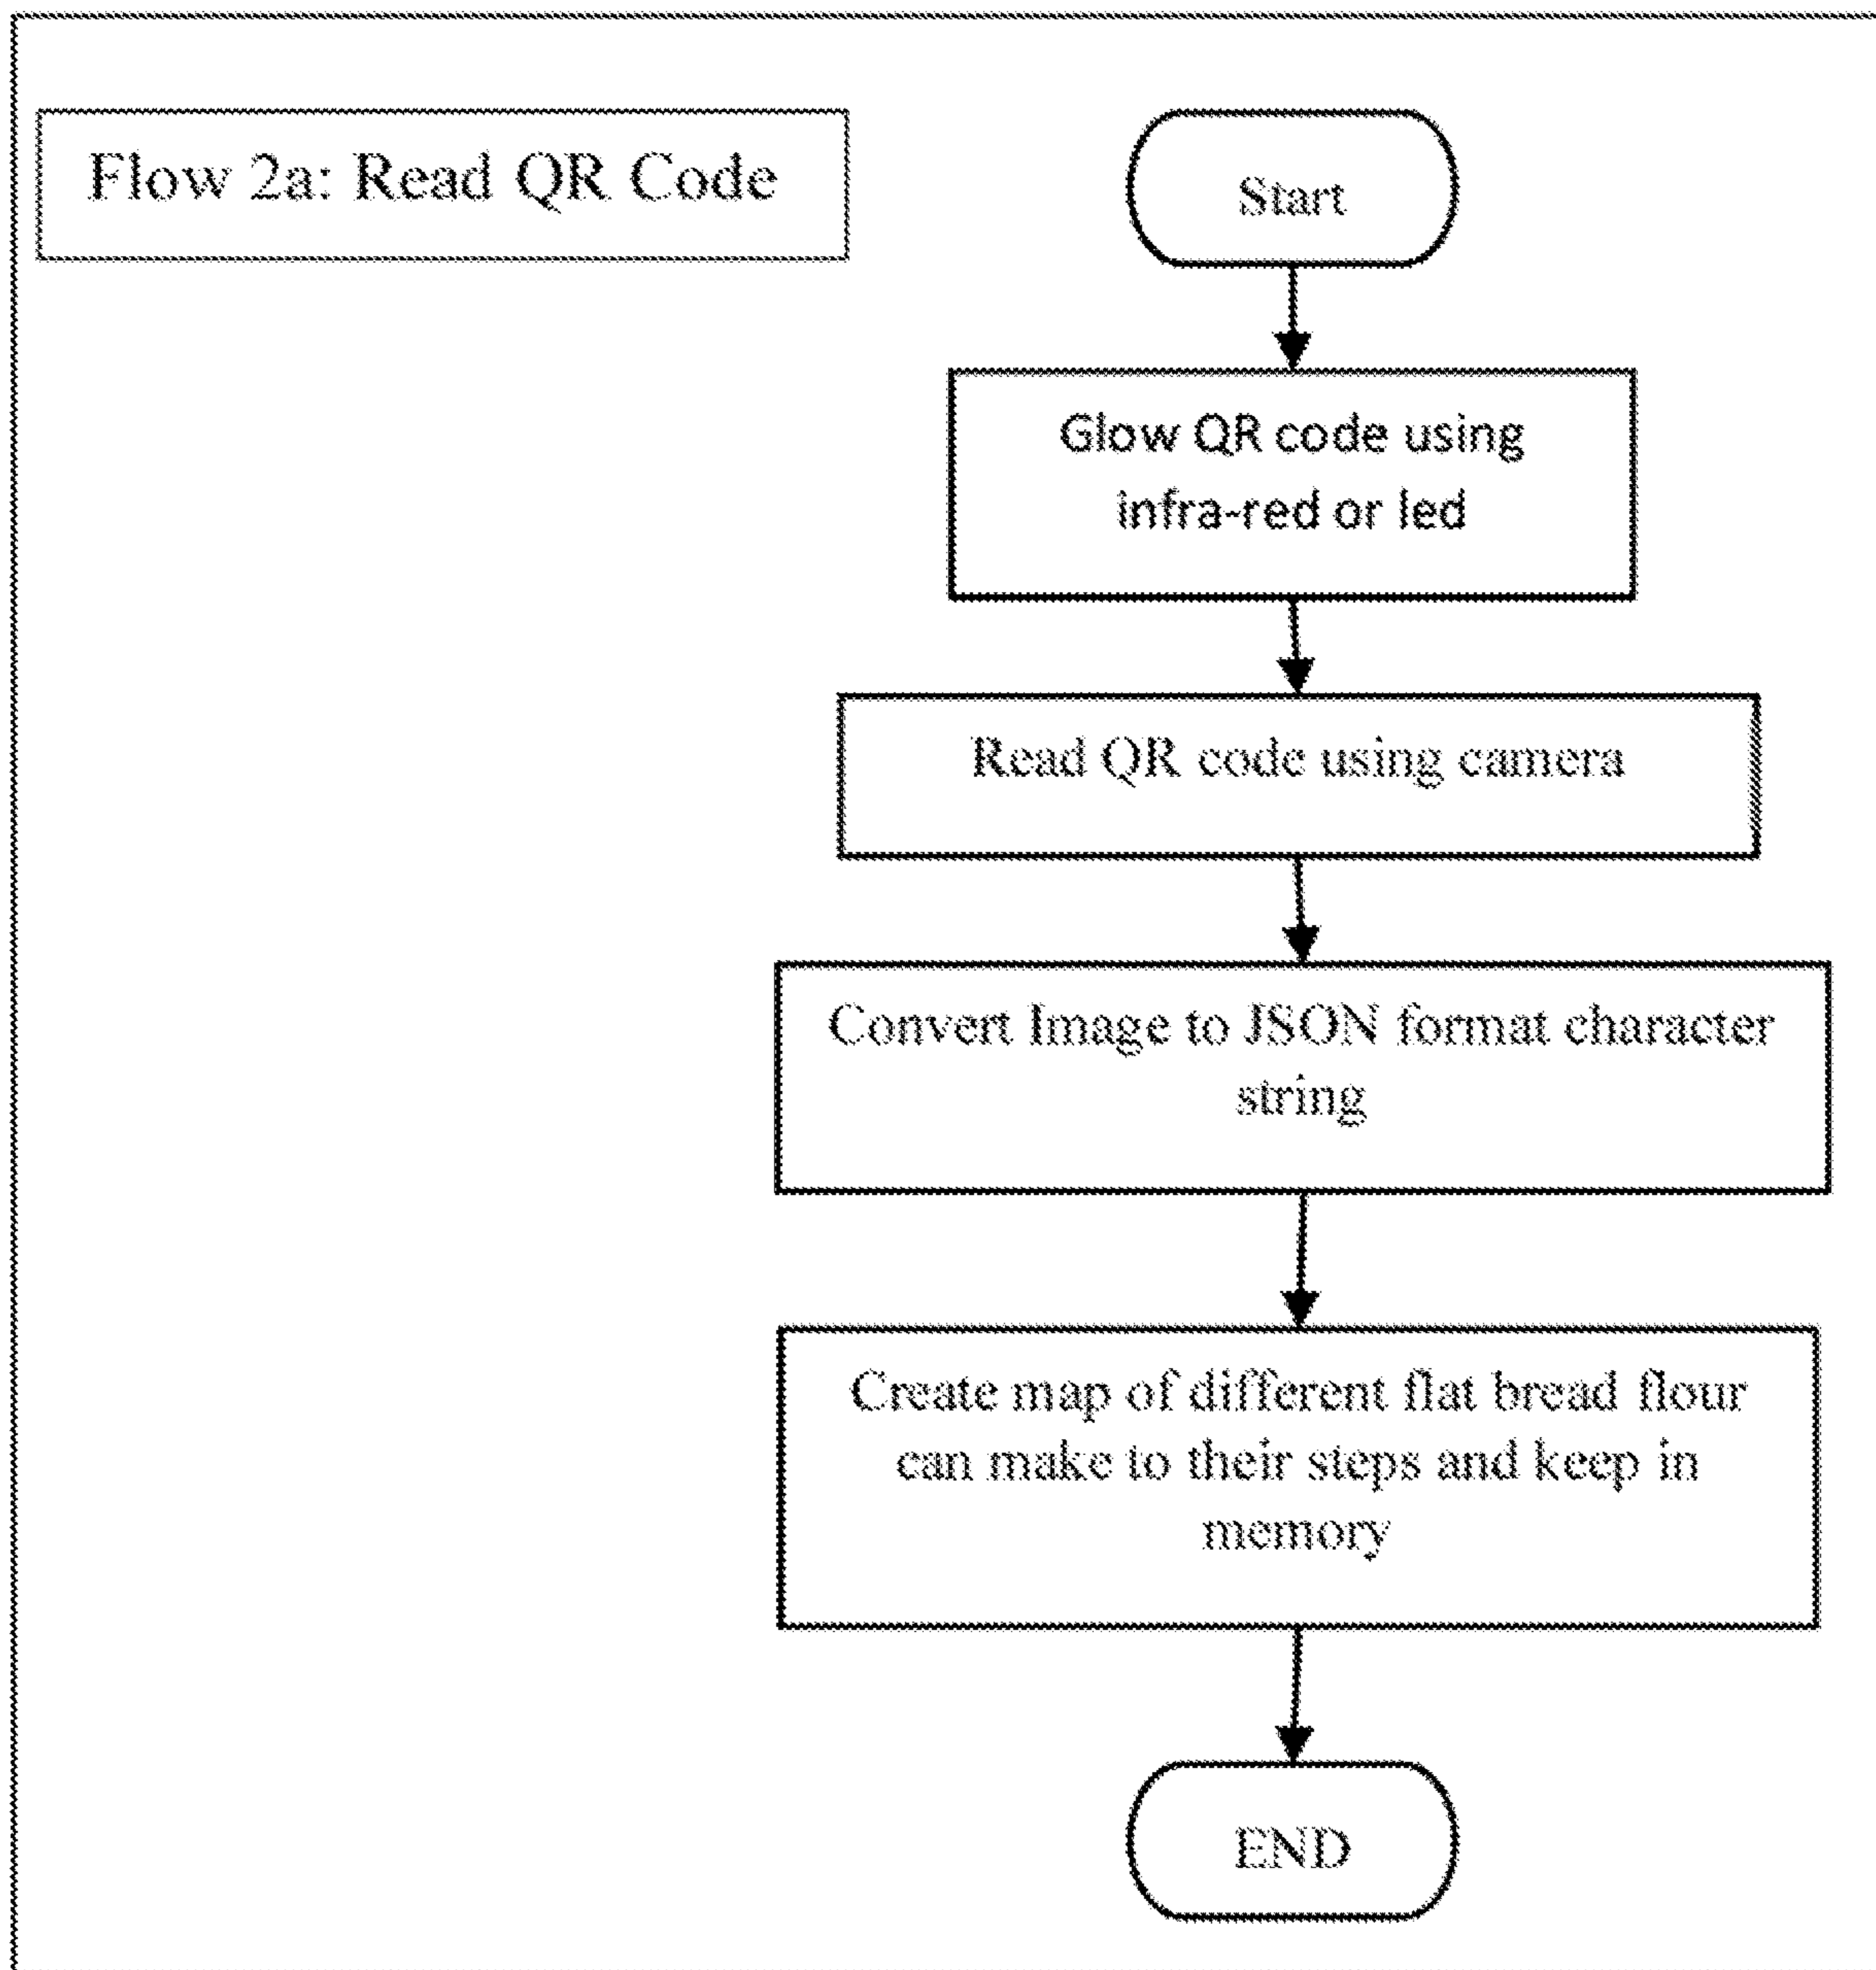 Flow 2a: Read QR Code
Start
Glow QR code using
infra-red or led
Read QR code using camera
Convert Image to JSON format character
string
Create map of different flat bread flour
can make to their steps and keep in
memory
END